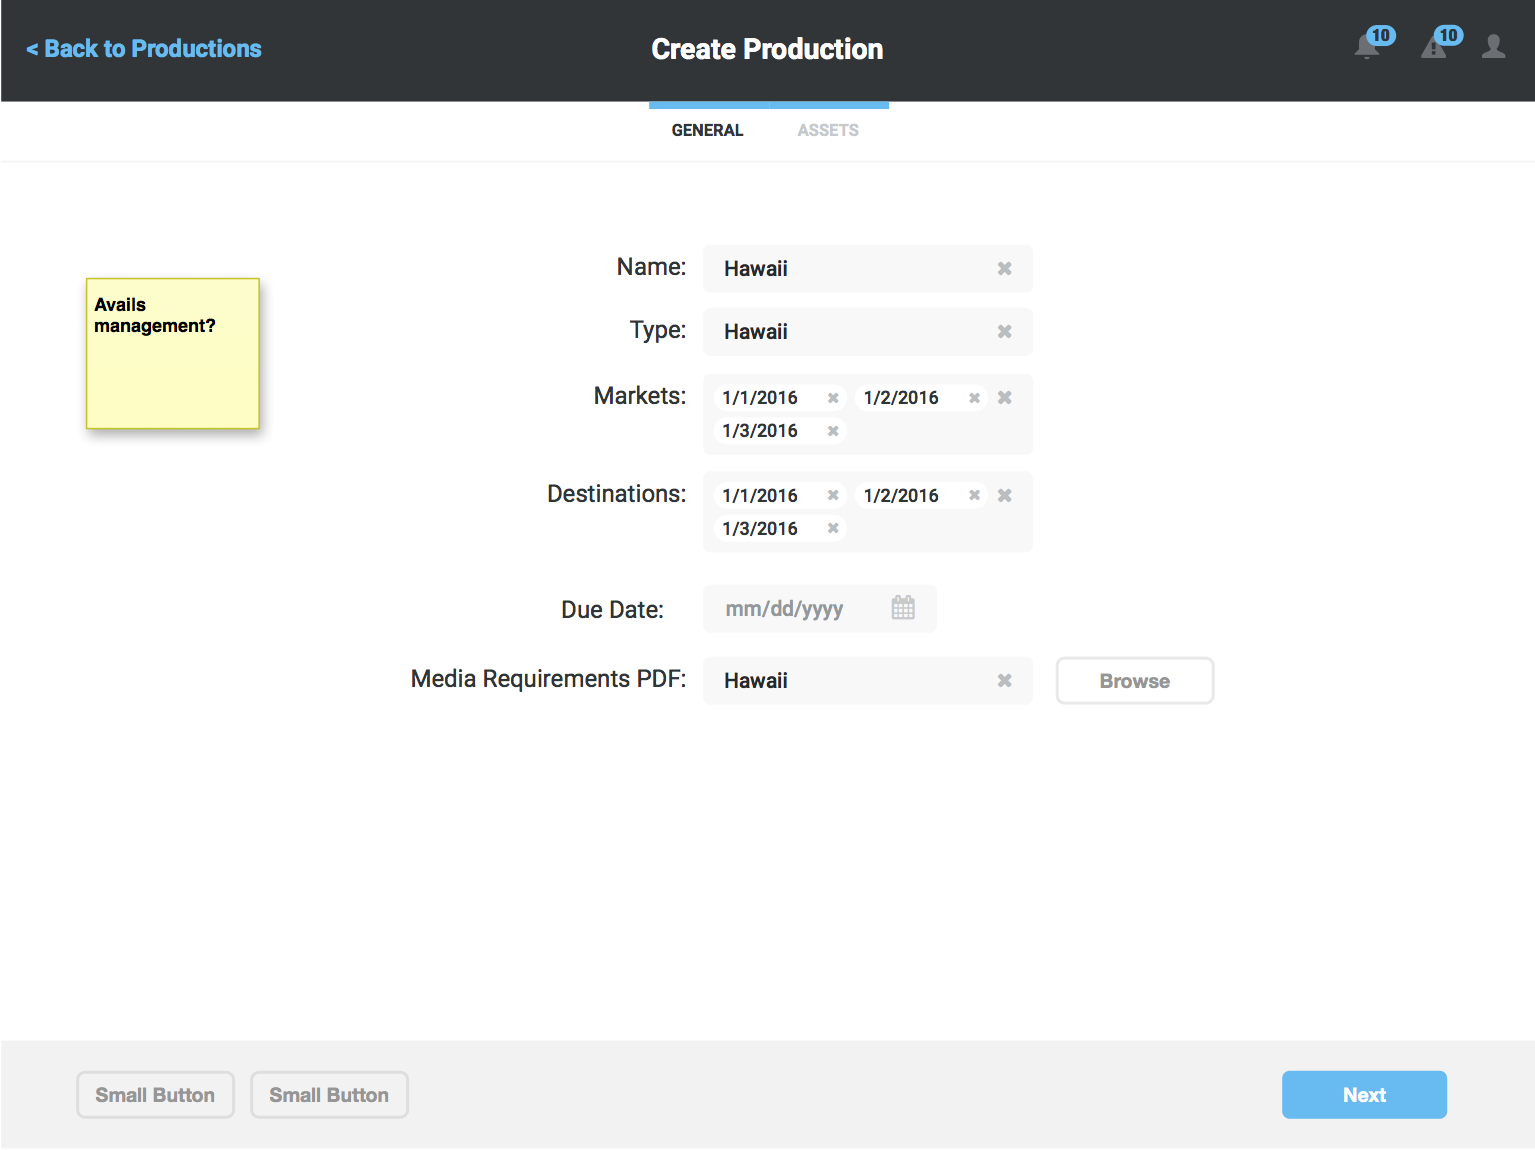 < Back to Productions
Create Production
10
10
GENERAL
ASSETS
Avails
management?
Name:
Hawaii
Type:
Hawaii
Markets:
1/1/2016
1/2/2016
1/3/2016
Destinations:
1/1/2016
1/2/2016
1/3/2016
Due Date:
mm/dd/yyyy
Media Requirements PDF:
Hawaii
Browse
Small Button
Small Button
Next